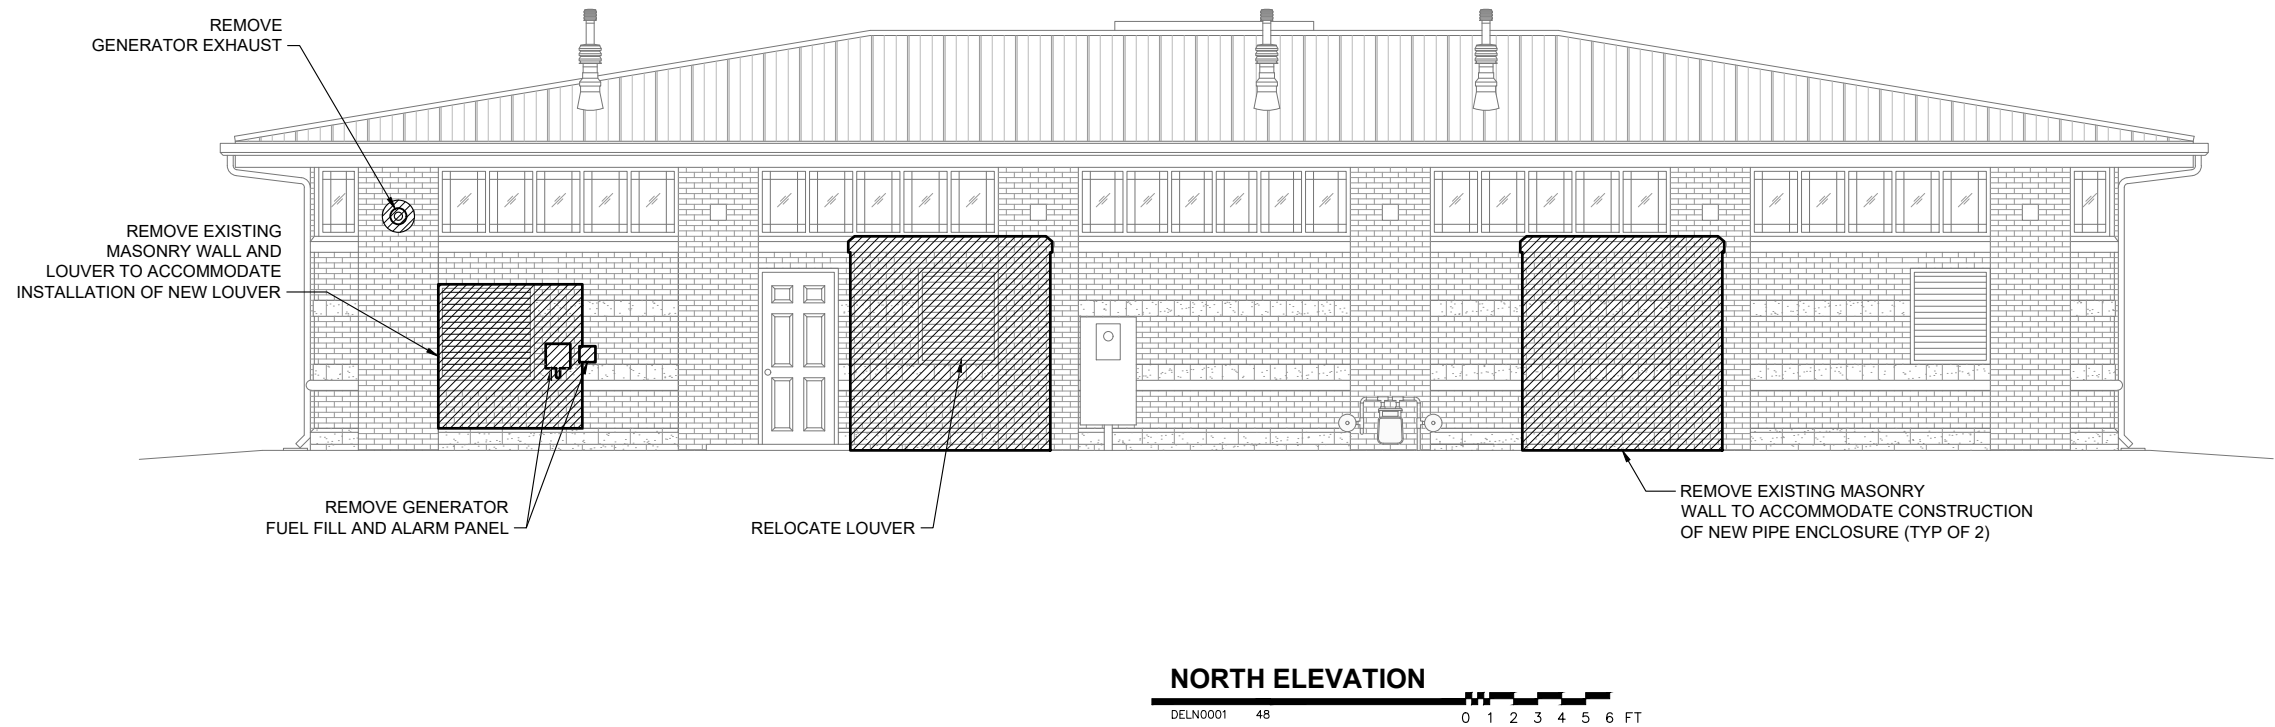 REMOVE
GENERATOR EXHAUST
REMOVE EXISTING
MASONRY WALL AND
LOUVER TO ACCOMMODATE
INSTALLATION OF NEW LOUVER
REMOVE GENERATOR
FUEL FILL AND ALARM PANEL
RELOCATE LOUVER
REMOVE EXISTING MASONRY
WALL TO ACCOMMODATE CONSTRUCTION
OF NEW PIPE ENCLOSURE (TYP OF 2)
NORTH ELEVATION
DELN0001 48
0 1 2 3 4 5 6 FT